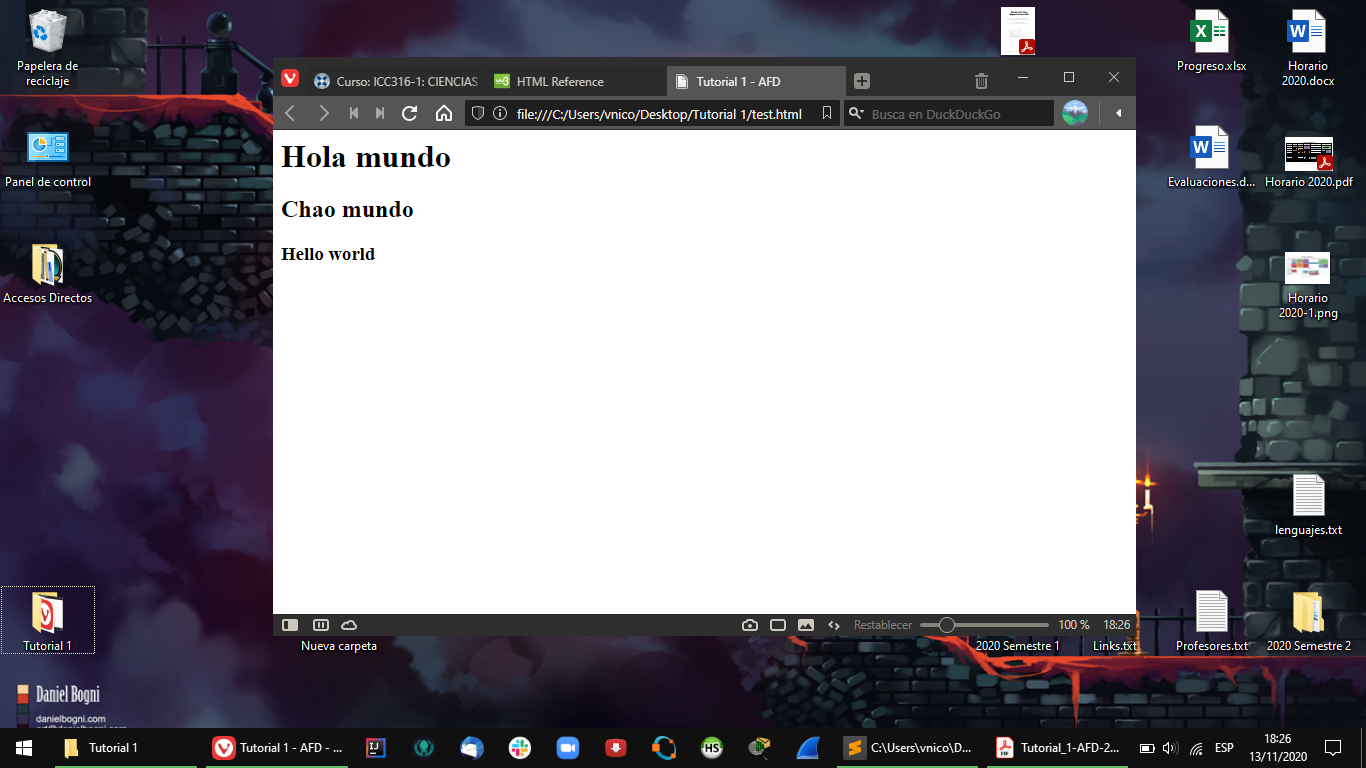 Papelera de
reciclaje
Panel de control
Accesos Directos
Tutorial 1
Daniel Bogni
danielbogni.com
Progreso.xlsx
Horario
2020.docx
Evaluaciones.d...
Horario 2020.pdf
Horario
2020-1.png
lenguajes.txt
Curso: ICC316-1: CIENCIAS
HTML Reference
Tutorial 1 - AFD
file:///C:/Users/vnico/Desktop/Tutorial 1/test.html
Busca en DuckDuckGo
Hola mundo
Chao mundo
Hello world
Restablecer
100 %
18:26
Nueva carpeta
2020 Semestre 1
Links.txt
Profesores.txt
2020 Semestre 2
Tutorial 1
Tutorial 1 - AFD - ...
HS
C:\Users\vnico\D...
Tutorial_1-AFD-2...
ESP
18:26
13/11/2020